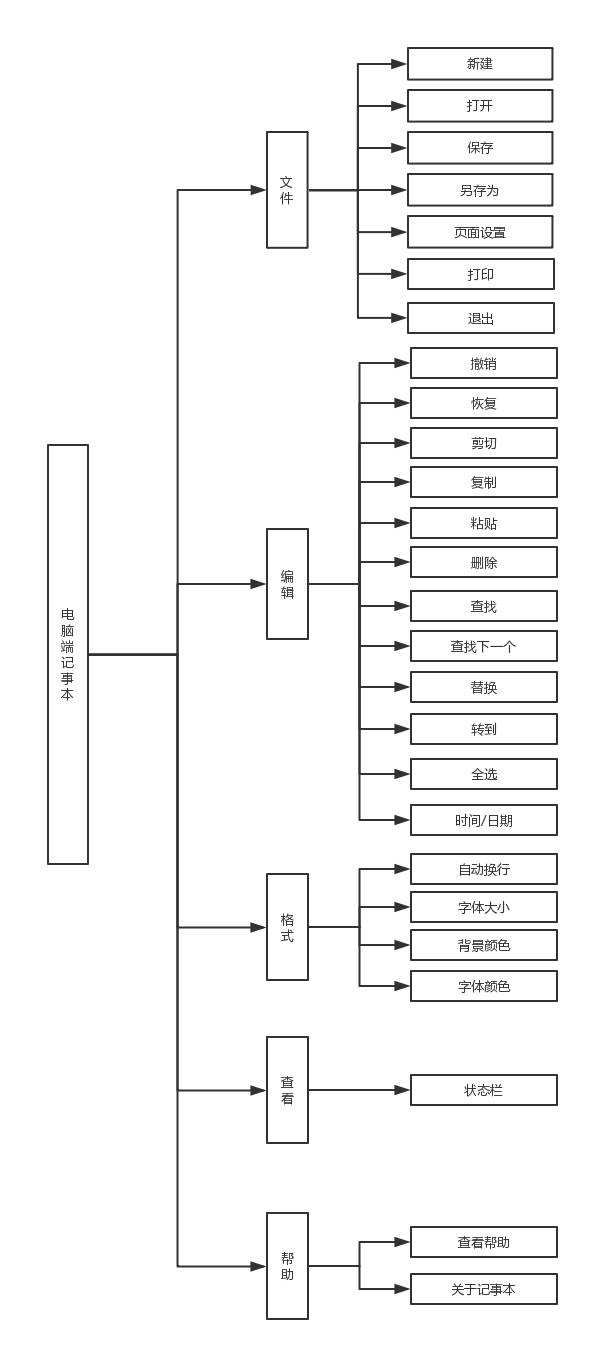 电脑端记事本
文件
新建
打开
保存
另存为
页面设置
打印
退出
编辑
撤销
恢复
剪切
复制
粘贴
删除
查找
查找下一个
替换
转到
全选
时间/日期
格式
自动换行
字体大小
背景颜色
字体颜色
查看
状态栏
帮助
查看帮助
关于记事本